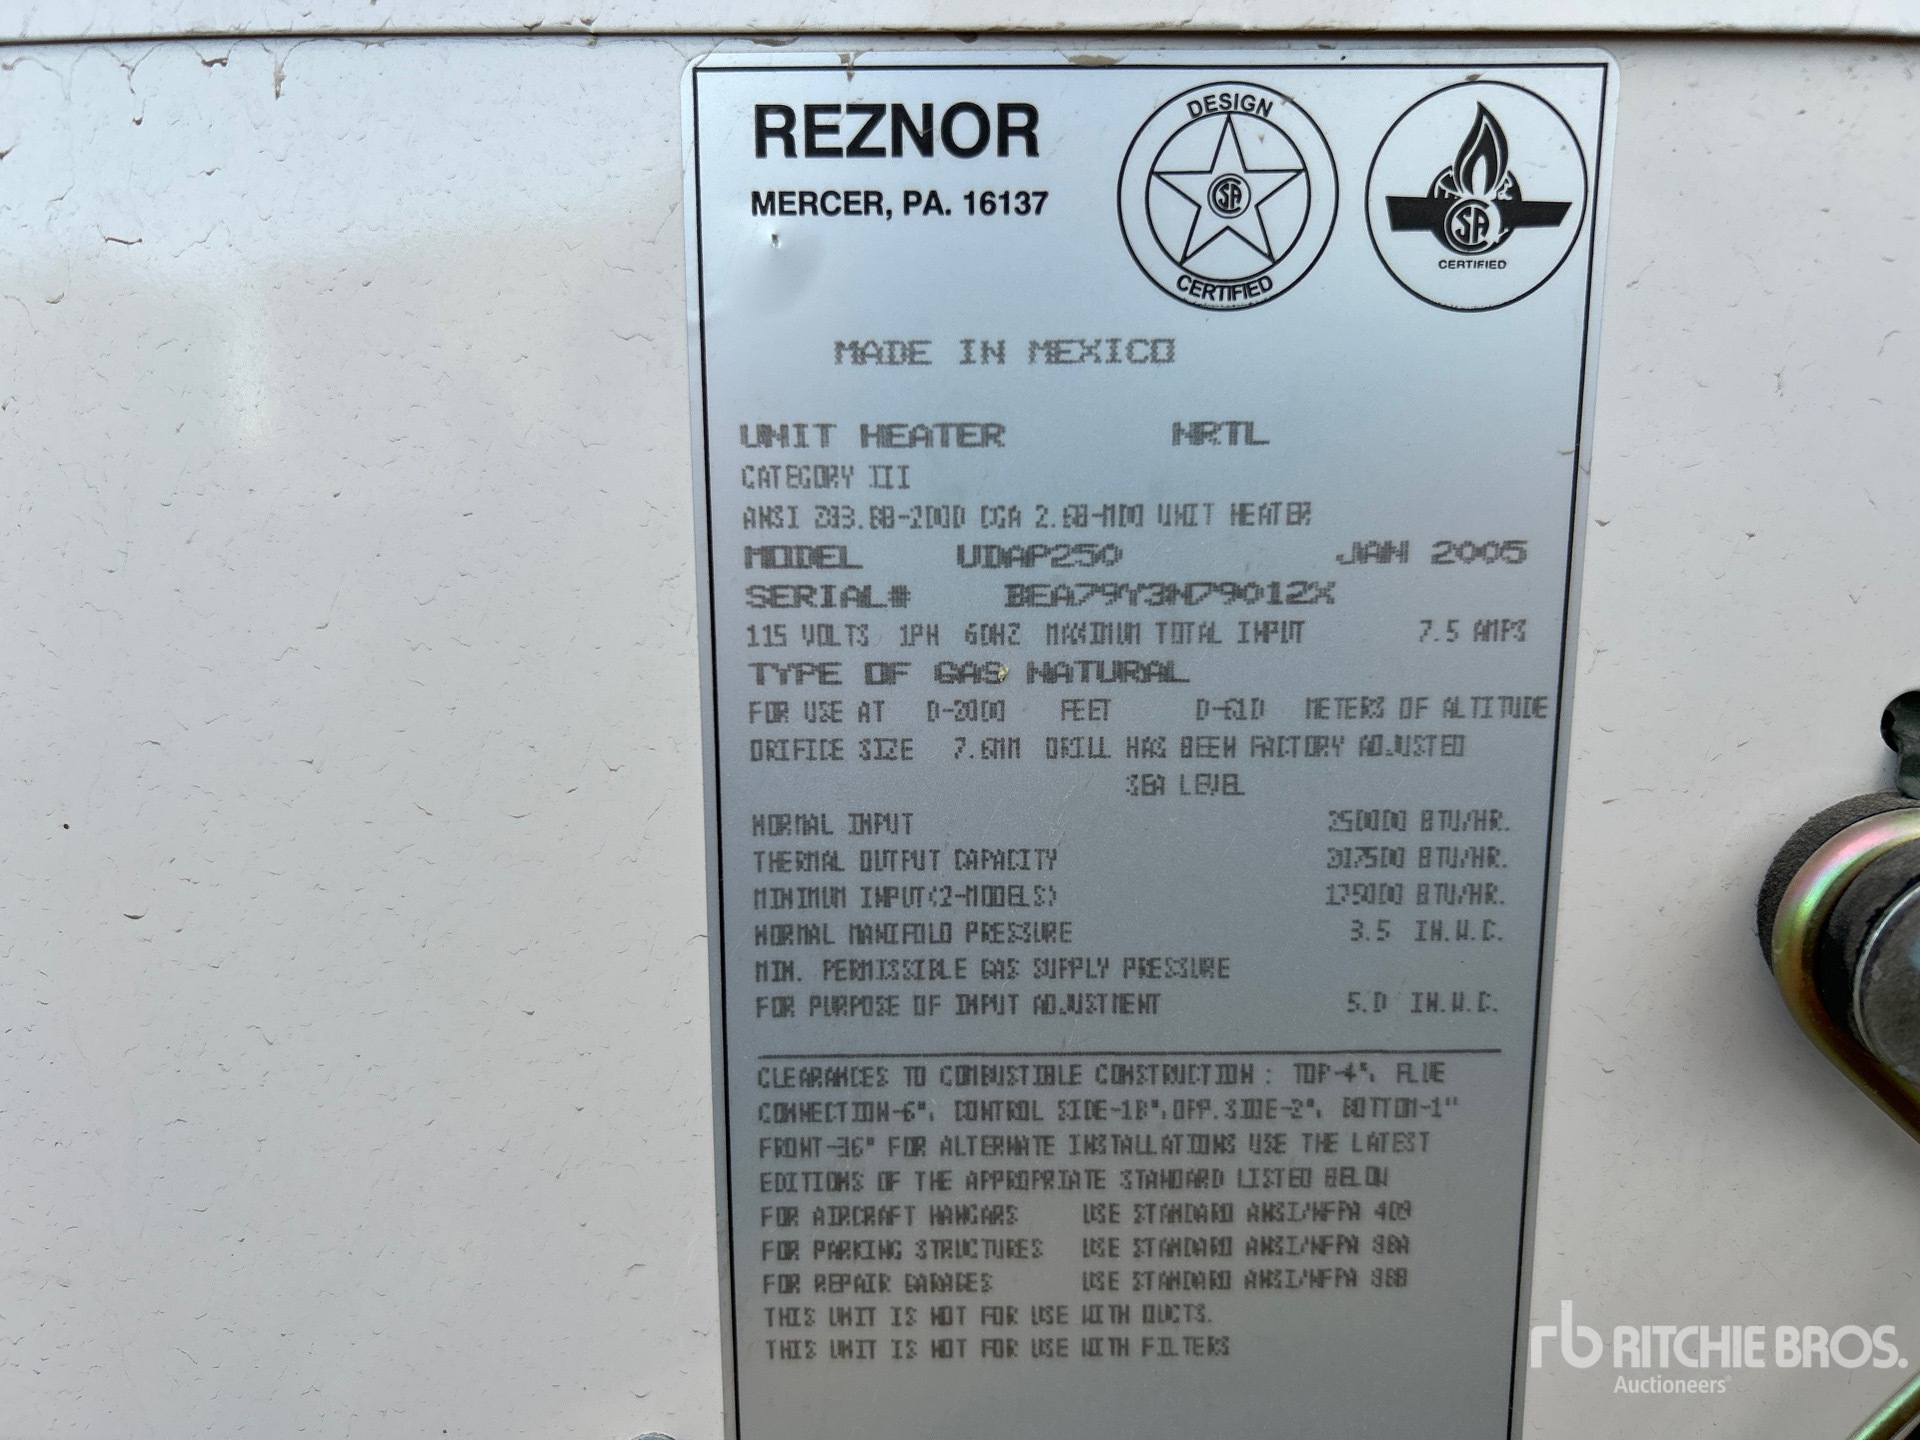 REZNOR
MERCER, PA. 16137
DESIGN
SA
CERTIFIED
SA
CERTIFIED
MADE IN MEXICO
UNIT HEATER NRTL
CATEGORY III
ANSI Z83.8B-2000 CGA 2.6B-M00 UNIT HEATER
MODEL UDAP250 JAN 2005
SERIAL# BEA79Y3N79012X
115 VOLTS 1PH 60HZ MAXIMUM TOTAL INPUT 7.5 AMPS
TYPE OF GAS NATURAL
FOR USE AT 0-2000 FEET 0-610 METERS OF ALTITUDE
ORIFICE SIZE 7.6MM DRILL HAS BEEN FACTORY ADJUSTED
SEA LEVEL
NORMAL INPUT 250000 BTU/HR.
THERMAL OUTPUT CAPACITY 207500 BTU/HR.
MINIMUM INPUT(2-MODELS) 175000 BTU/HR.
NORMAL MANIFOLD PRESSURE 3.5 IN.W.C.
MIN. PERMISSIBLE GAS SUPPLY PRESSURE
FOR PURPOSE OF INPUT ADJUSTMENT 5.0 IN.W.C.
CLEARANCES TO COMBUSTIBLE CONSTRUCTION: TOP-4", FLUE
CONNECTION-6", CONTROL SIDE-18",OPP.SIDE-2", BOTTOM-1"
FRONT-36" FOR ALTERNATE INSTALLATIONS USE THE LATEST
EDITIONS OF THE APPROPRIATE STANDARD LISTED BELOW
FOR AIRCRAFT HANGARS USE STANDARD ANSI/NFPA 409
FOR PARKING STRUCTURES USE STANDARD ANSI/NFPA 88A
FOR REPAIR GARAGES USE STANDARD ANSI/NFPA 88B
THIS UNIT IS NOT FOR USE WITH DUCTS.
THIS UNIT IS NOT FOR USE WITH FILTERS
rb RITCHIE BROS.
Auctioneers